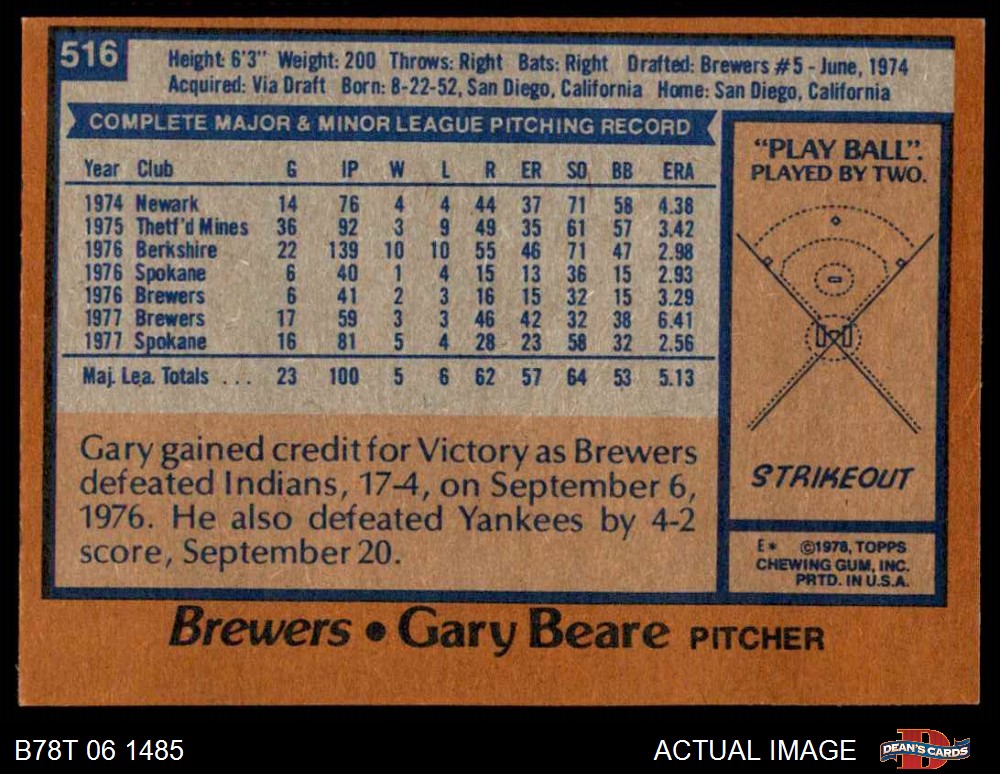 516
Height: 6'3" Weight: 200 Throws: Right Bats: Right Drafted: Brewers #5 - June, 1974
Acquired: Via Draft Born: 8-22-52, San Diego, California Home: San Diego, California
COMPLETE MAJOR & MINOR LEAGUE PITCHING RECORD
Year Club G IP W L R ER SO BB ERA
1974 Newark 14 76 4 4 44 37 71 58 4.38
1975 Thetf'd Mines 36 92 3 9 49 35 61 57 3.42
1976 Berkshire 22 139 10 10 55 46 71 47 2.98
1976 Spokane 6 40 1 4 15 13 36 15 2.93
1976 Brewers 6 41 2 3 16 15 32 15 3.29
1977 Brewers 17 59 3 3 46 42 32 38 6.41
1977 Spokane 16 81 5 4 28 23 58 32 2.56
Maj. Lea. Totals ... 23 100 5 6 62 57 64 53 5.13
Gary gained credit for Victory as Brewers
defeated Indians, 17-4, on September 6,
1976. He also defeated Yankees by 4-2
score, September 20.
"PLAY BALL".
PLAYED BY TWO.
STRIKEOUT
E* ©1978, TOPPS
CHEWING GUM, INC.
PRTD. IN U.S.A.
Brewers • Gary Beare PITCHER
B78T 06 1485
ACTUAL IMAGE
DEAN'S CARDS